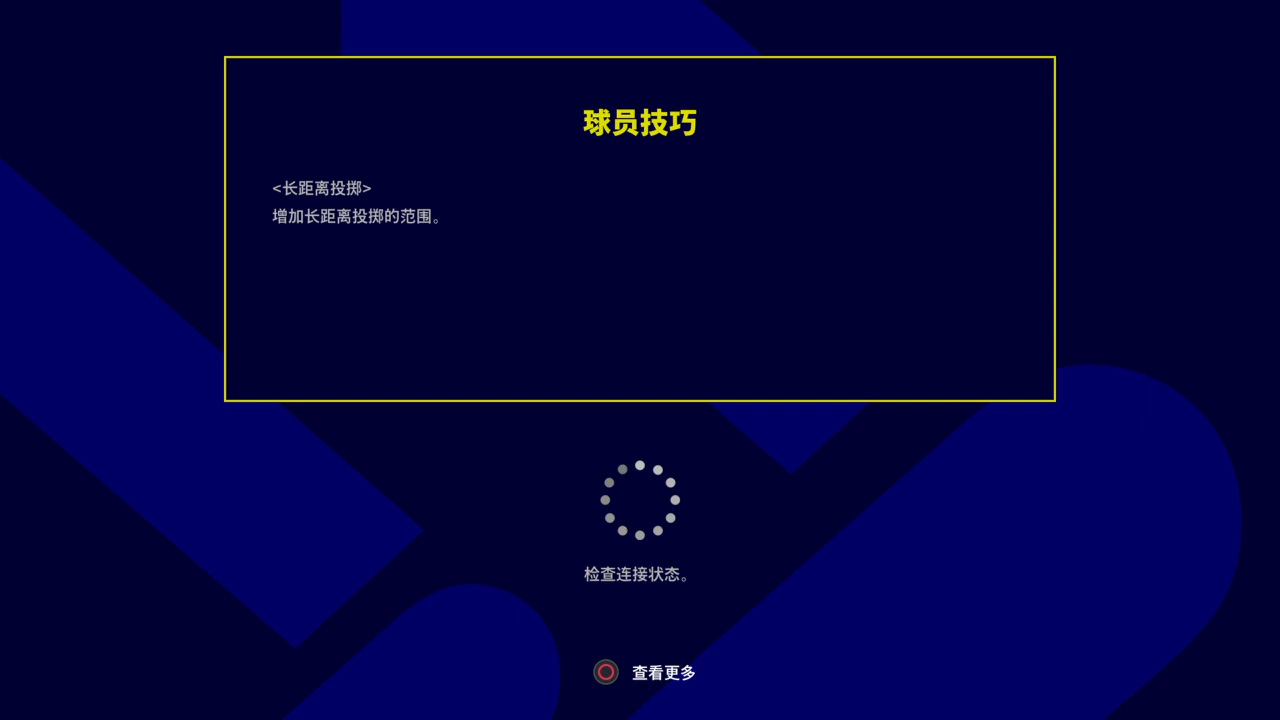 球员技巧
<长距离投掷>
增加长距离投掷的范围。
检查连接状态。
查看更多